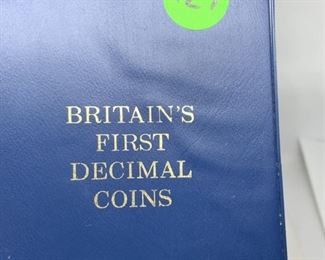 BRITAIN'S
FIRST
DECIMAL
COINS